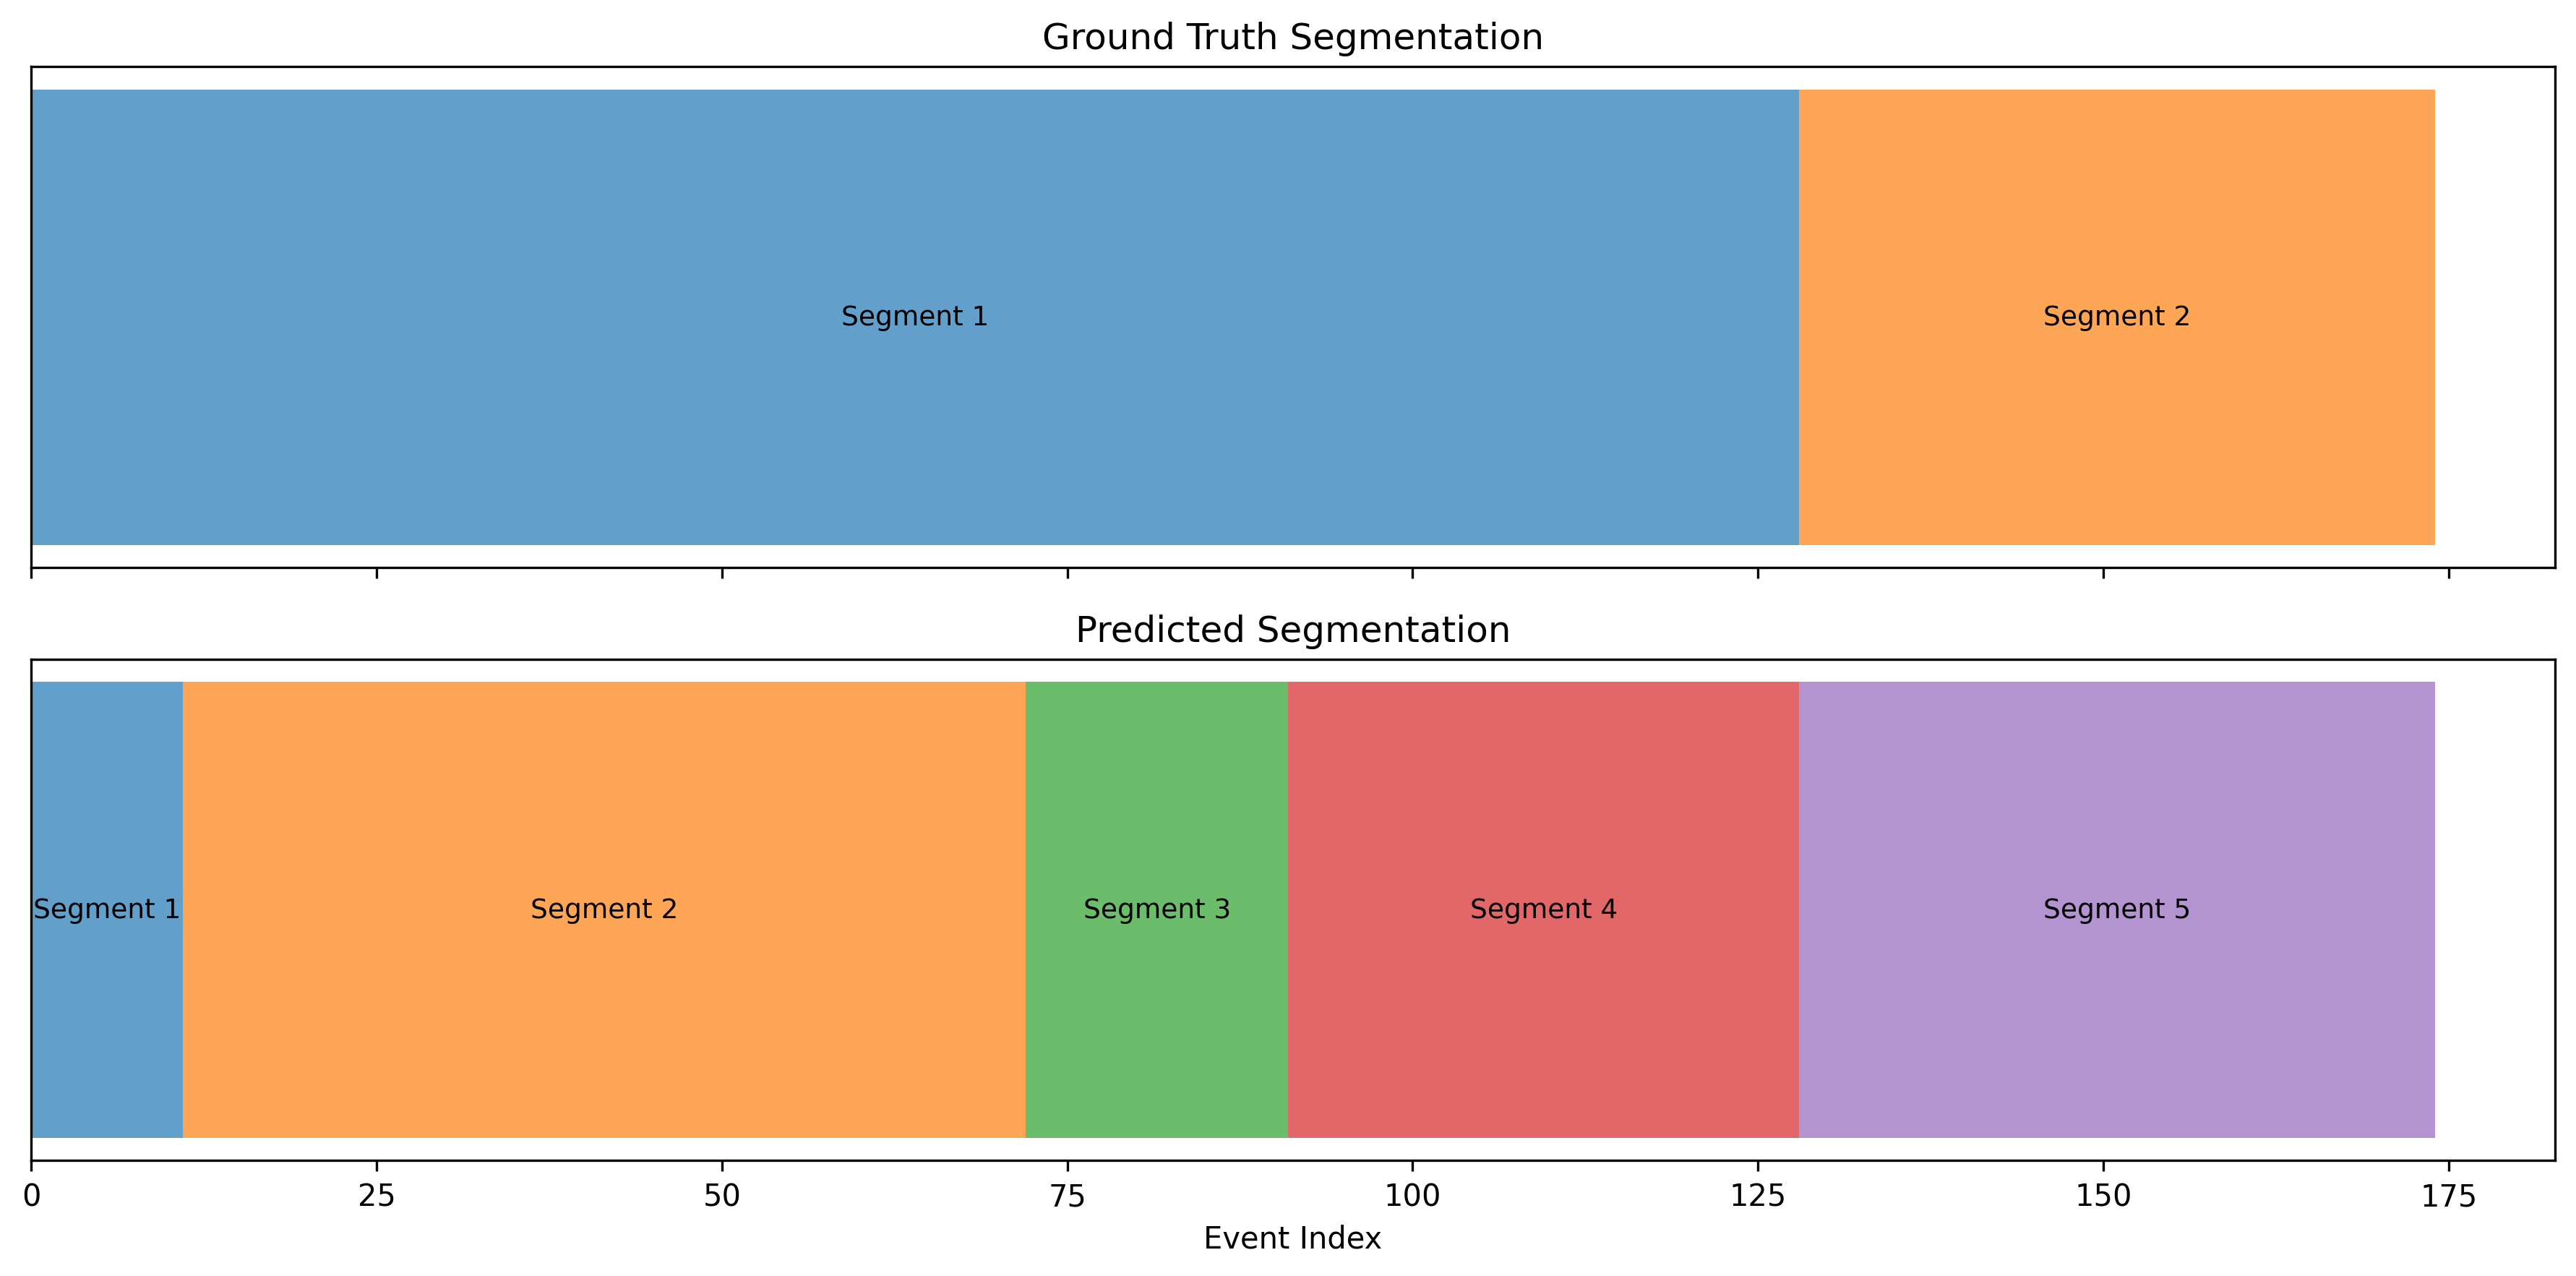 Ground Truth Segmentation
Segment 1
Segment 2
Predicted Segmentation
Segment 1
Segment 2
Segment 3
Segment 4
Segment 5
0 25 50 75 100 125 150 175
Event Index